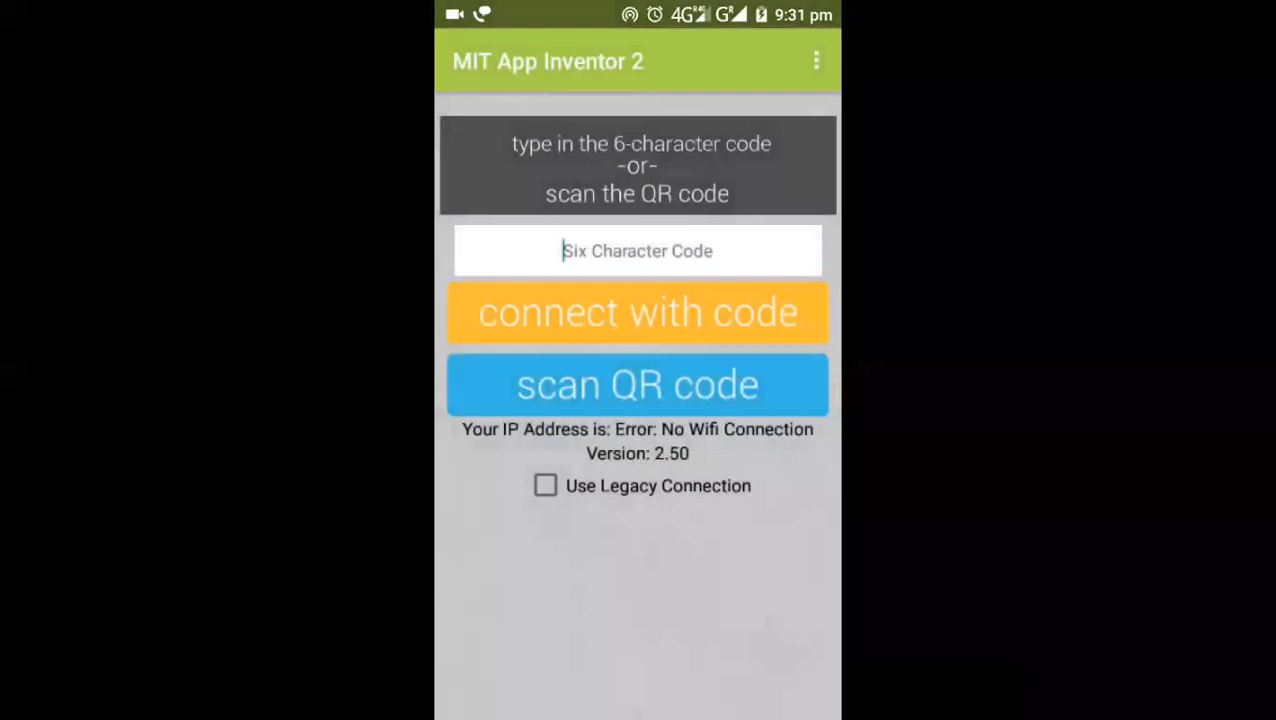 4G R4G G R 9:31 pm
MIT App Inventor 2
type in the 6-character code
-or-
scan the QR code
Six Character Code
connect with code
scan QR code
Your IP Address is: Error: No Wifi Connection
Version: 2.50
Use Legacy Connection